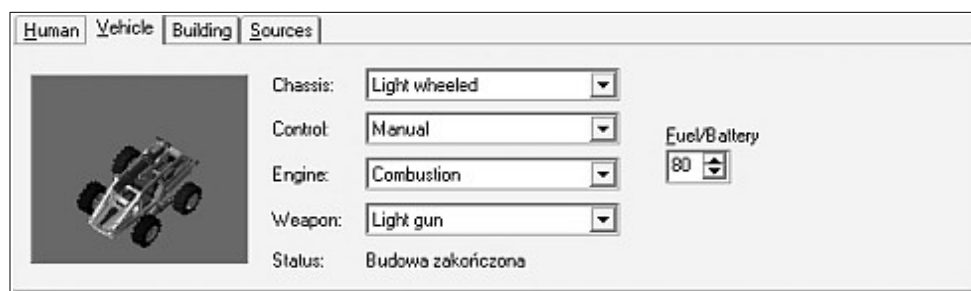 Human Vehicle Building Sources
Chassis: Light wheeled
Control: Manual
Fuel/Battery
80
Engine: Combustion
Weapon: Light gun
Status: Budowa zakończona